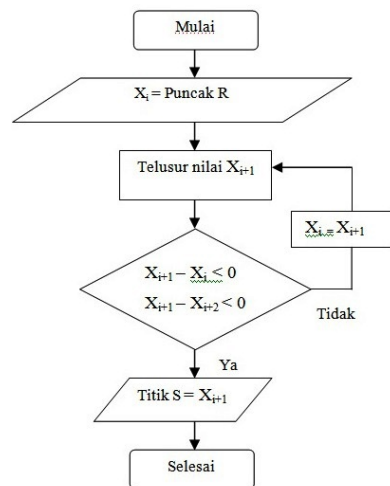 Mulai
Xᵢ = Puncak R
Telusur nilai Xᵢ₊₁
Xᵢ = Xᵢ₊₁
Xᵢ₊₁ – Xᵢ < 0
Xᵢ₊₁ – Xᵢ₊₂ < 0
Tidak
Ya
Titik S = Xᵢ₊₁
Selesai